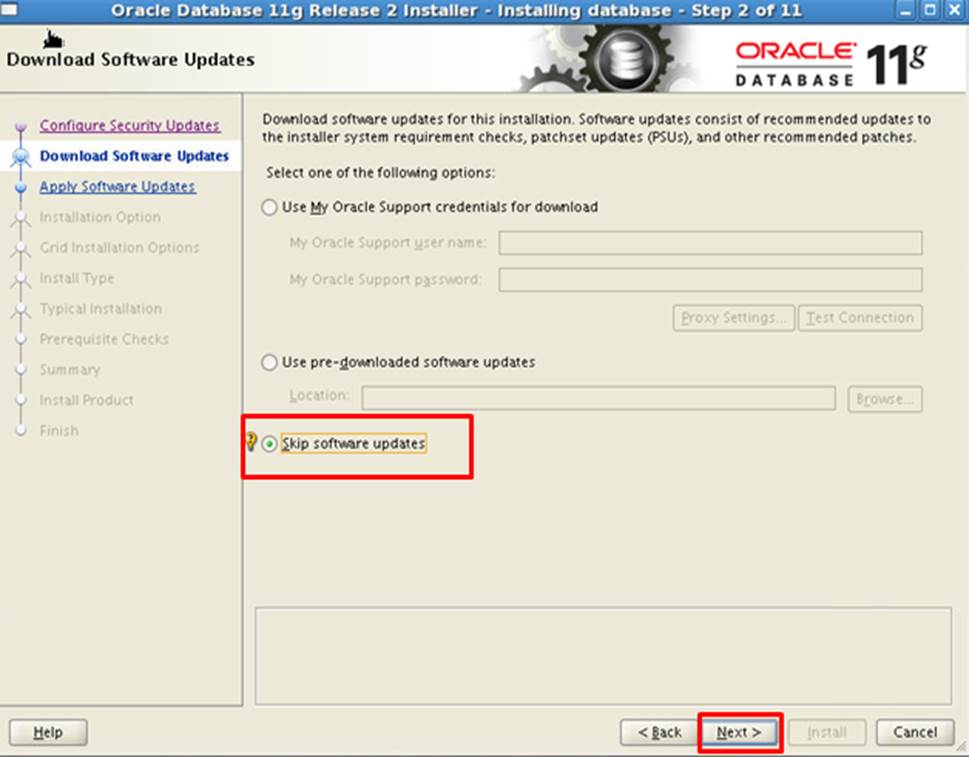 Oracle Database 11g Release 2 Installer - Installing database - Step 2 of 11
Download Software Updates
ORACLE
DATABASE
11g
Configure Security Updates
Download Software Updates
Apply Software Updates
Installation Option
Grid Installation Options
Install Type
Typical Installation
Prerequisite Checks
Summary
Install Product
Finish
Download software updates for this installation. Software updates consist of recommended updates to
the installer system requirement checks, patchset updates (PSUs), and other recommended patches.
Select one of the following options:
Use My Oracle Support credentials for download
My Oracle Support user name:
My Oracle Support password:
Proxy Settings... Test Connection
Use pre-downloaded software updates
Location: Browse...
Skip software updates
Help < Back Next > Install Cancel